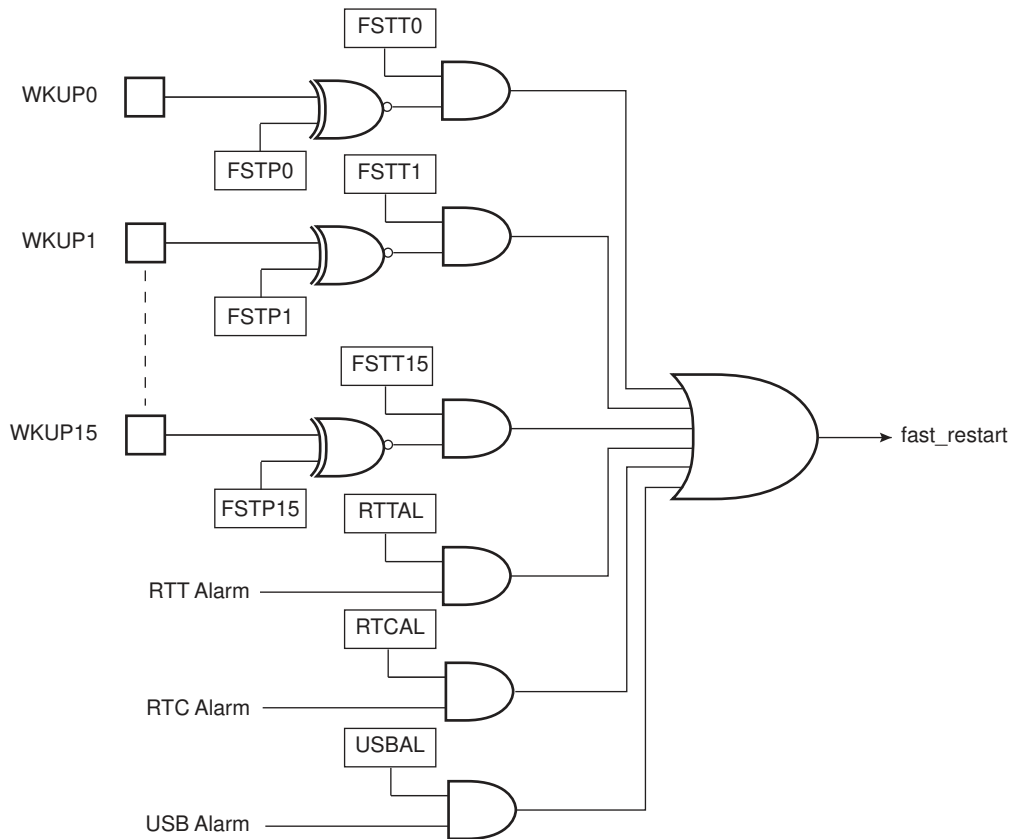 FSTT0
WKUP0
FSTP0
FSTT1
WKUP1
FSTP1
FSTT15
WKUP15
fast_restart
FSTP15
RTTAL
RTT Alarm
RTCAL
RTC Alarm
USBAL
USB Alarm